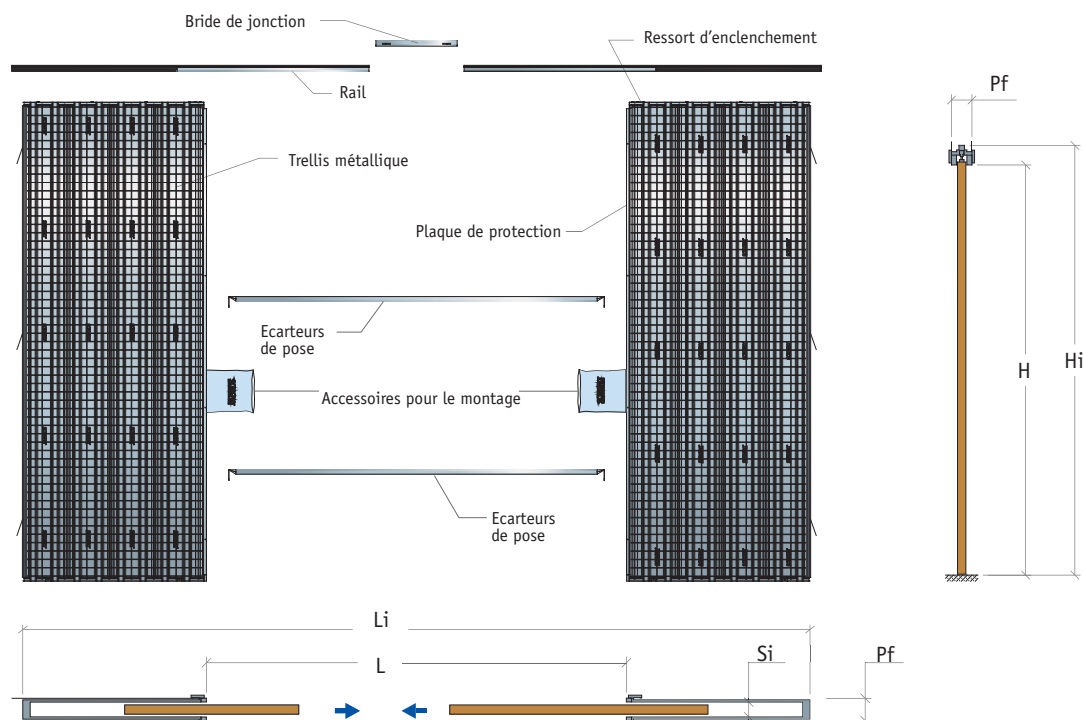 Bride de jonction
Ressort d'enclenchement
Rail
Pf
Trellis métallique
Plaque de protection
Ecarteurs
de pose
H
Hi
Accessoires pour le montage
Ecarteurs
de pose
Li
L
Si
Pf